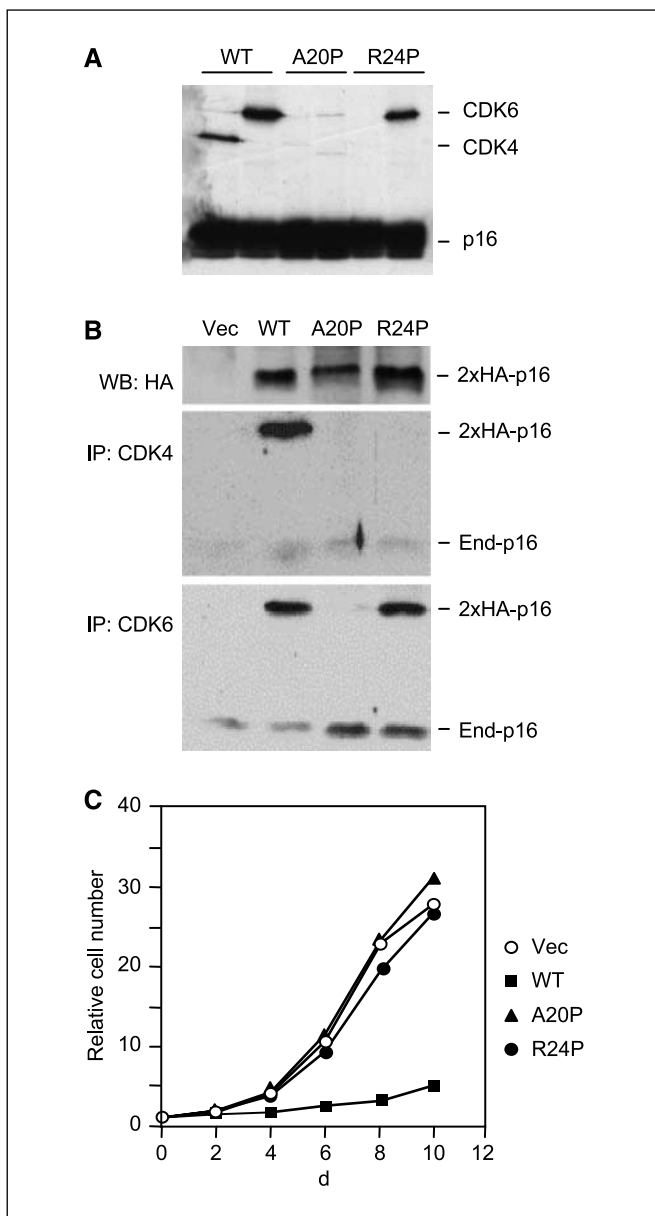 A
WT A20P R24P
CDK6
CDK4
p16
B
Vec WT A20P R24P
WB: HA
2xHA-p16
IP: CDK4
2xHA-p16
End-p16
IP: CDK6
2xHA-p16
End-p16
C
Relative cell number
40
30
20
10
0
0 2 4 6 8 10 12
d
Vec
WT
A20P
R24P